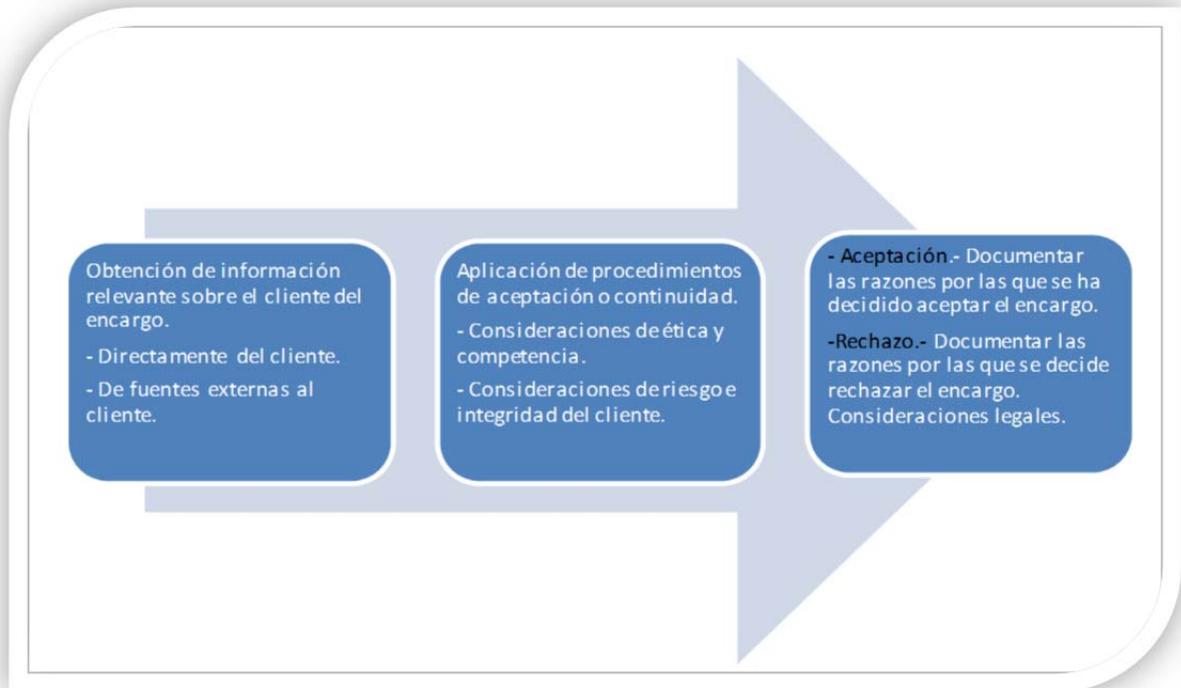 Obtención de información
relevante sobre el cliente del
encargo.
- Directamente del cliente.
- De fuentes externas al
cliente.
Aplicación de procedimientos
de aceptación o continuidad.
- Consideraciones de ética y
competencia.
- Consideraciones de riesgo e
integridad del cliente.
- Aceptación.- Documentar
las razones por las que se ha
decidido aceptar el encargo.
-Rechazo.- Documentar las
razones por las que se decide
rechazar el encargo.
Consideraciones legales.